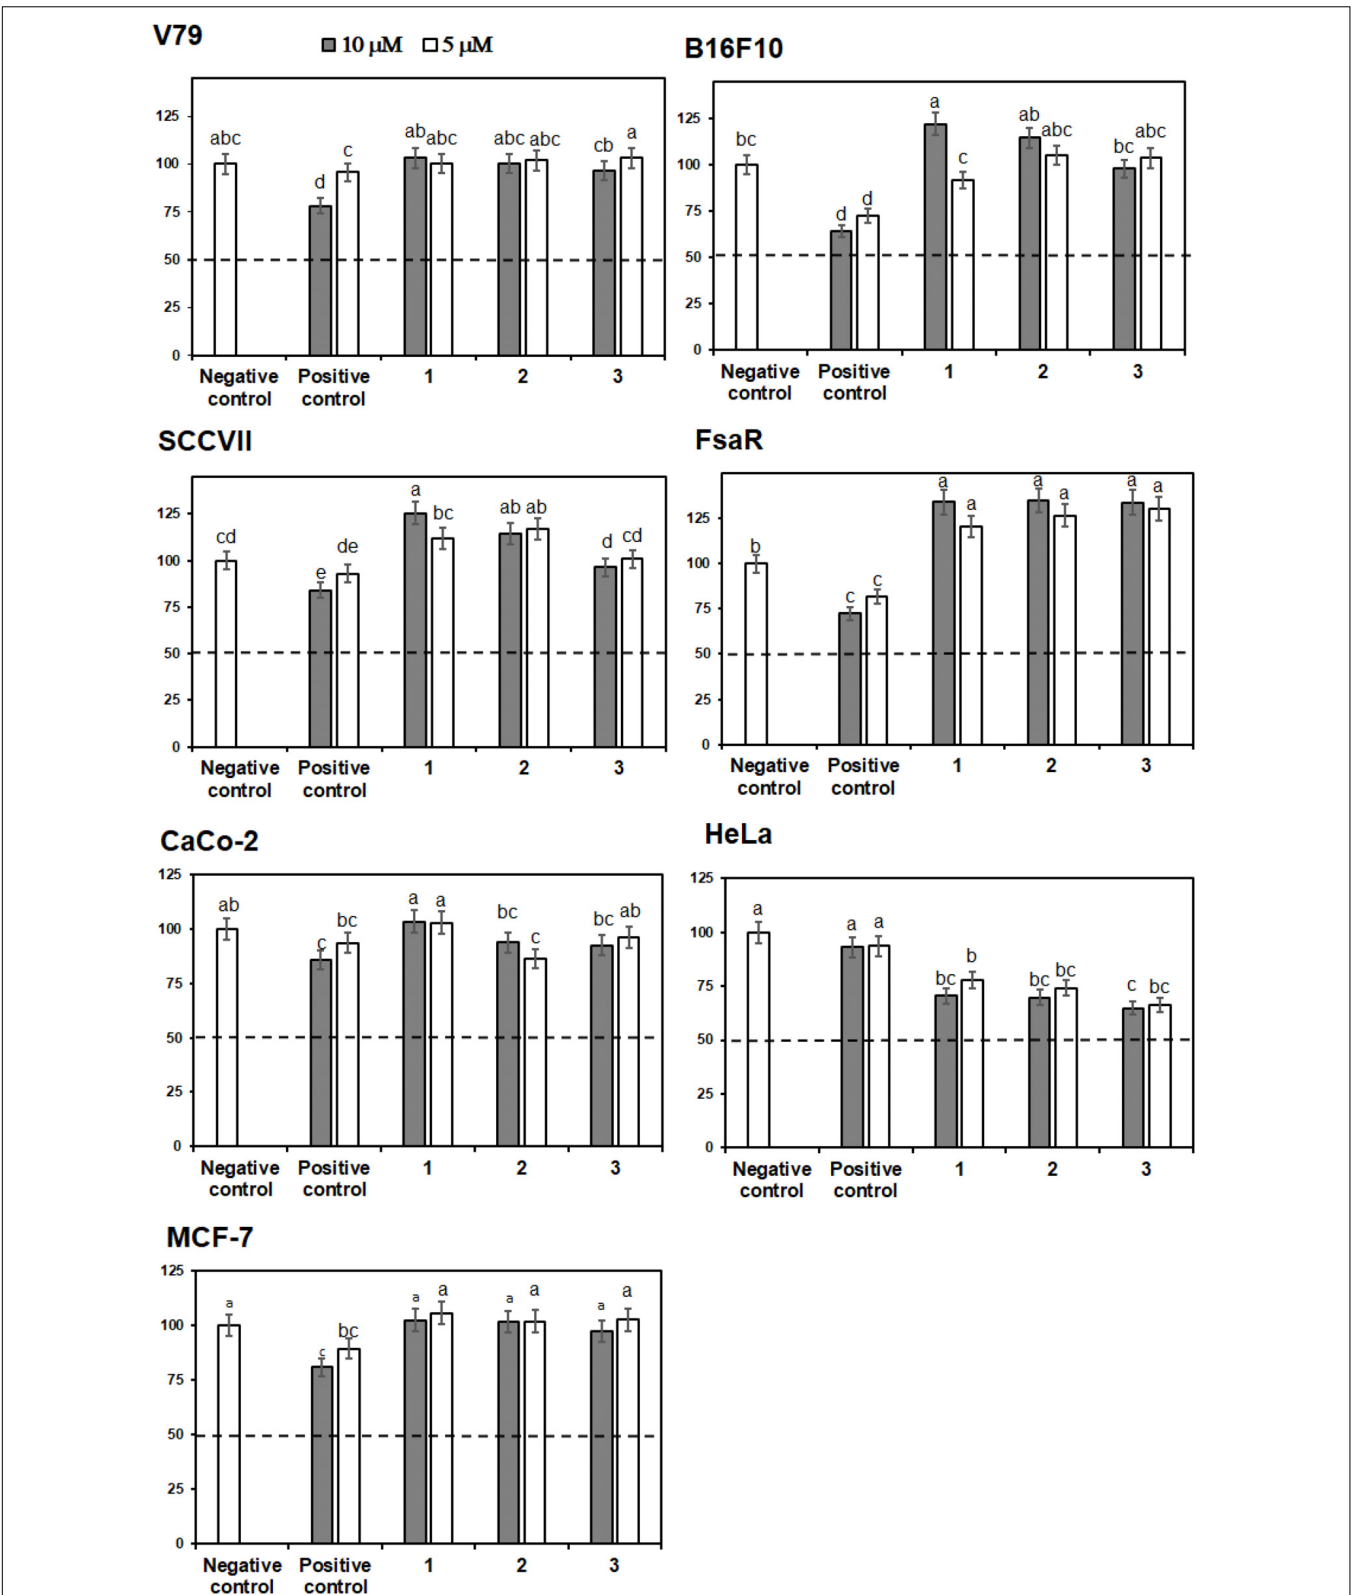 V79
10 μM 5 μM
125
100
75
50
25
0
abc
d
c
ab
abc
abc
abc
cb
a
Negative Positive 1 2 3
control control
B16F10
125
100
75
50
25
0
bc
d
d
a
c
ab
abc
bc
abc
Negative Positive 1 2 3
control control
SCCVII
125
100
75
50
25
0
cd
e
de
a
bc
ab
ab
d
cd
Negative Positive 1 2 3
control control
FsaR
125
100
75
50
25
0
b
c
c
a
a
a
a
a
a
Negative Positive 1 2 3
control control
CaCo-2
125
100
75
50
25
0
ab
c
bc
a
a
bc
c
bc
ab
Negative Positive 1 2 3
control control
HeLa
125
100
75
50
25
0
a
a
a
bc
b
bc
bc
c
bc
Negative Positive 1 2 3
control control
MCF-7
125
100
75
50
25
0
a
c
bc
a
a
a
a
a
a
Negative Positive 1 2 3
control control